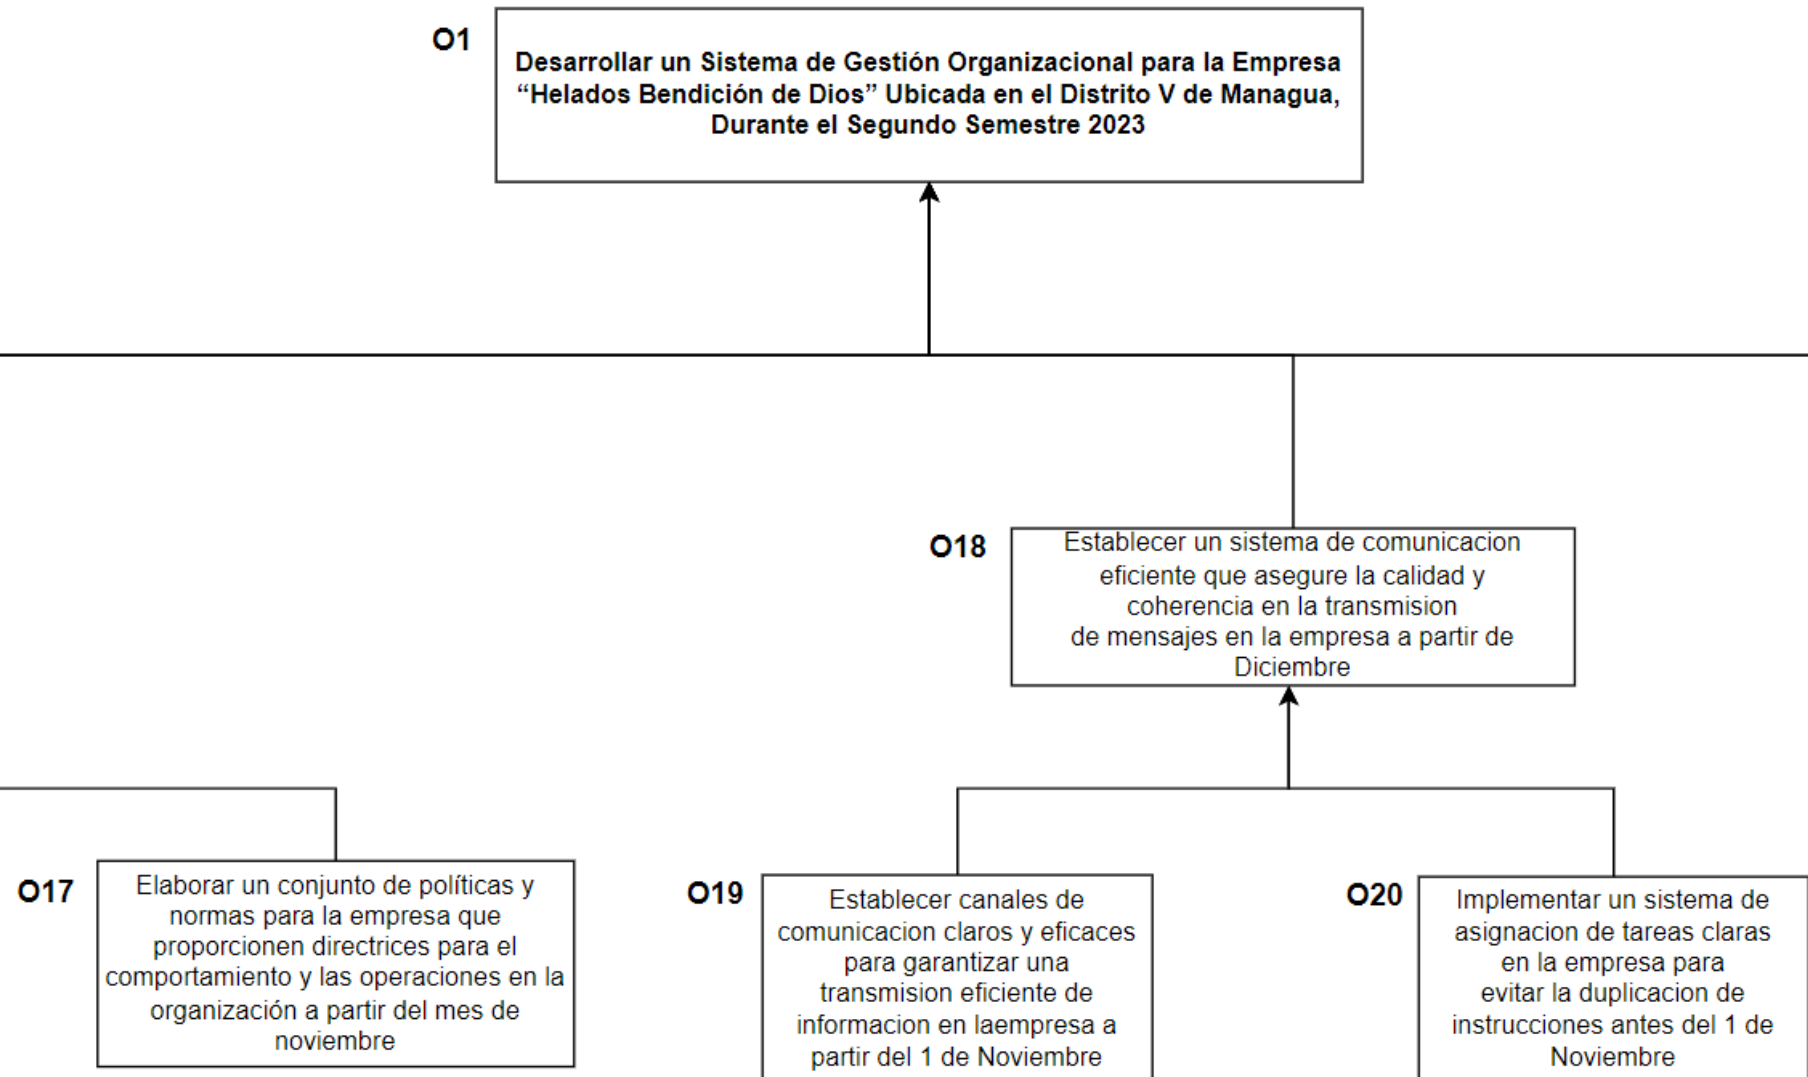 O1
Desarrollar un Sistema de Gestión Organizacional para la Empresa
“Helados Bendición de Dios” Ubicada en el Distrito V de Managua,
Durante el Segundo Semestre 2023
O18
Establecer un sistema de comunicacion
eficiente que asegure la calidad y
coherencia en la transmision
de mensajes en la empresa a partir de
Diciembre
O17
Elaborar un conjunto de políticas y
normas para la empresa que
proporcionen directrices para el
comportamiento y las operaciones en la
organización a partir del mes de
noviembre
O19
Establecer canales de
comunicacion claros y eficaces
para garantizar una
transmision eficiente de
informacion en laempresa a
partir del 1 de Noviembre
O20
Implementar un sistema de
asignacion de tareas claras
en la empresa para
evitar la duplicacion de
instrucciones antes del 1 de
Noviembre